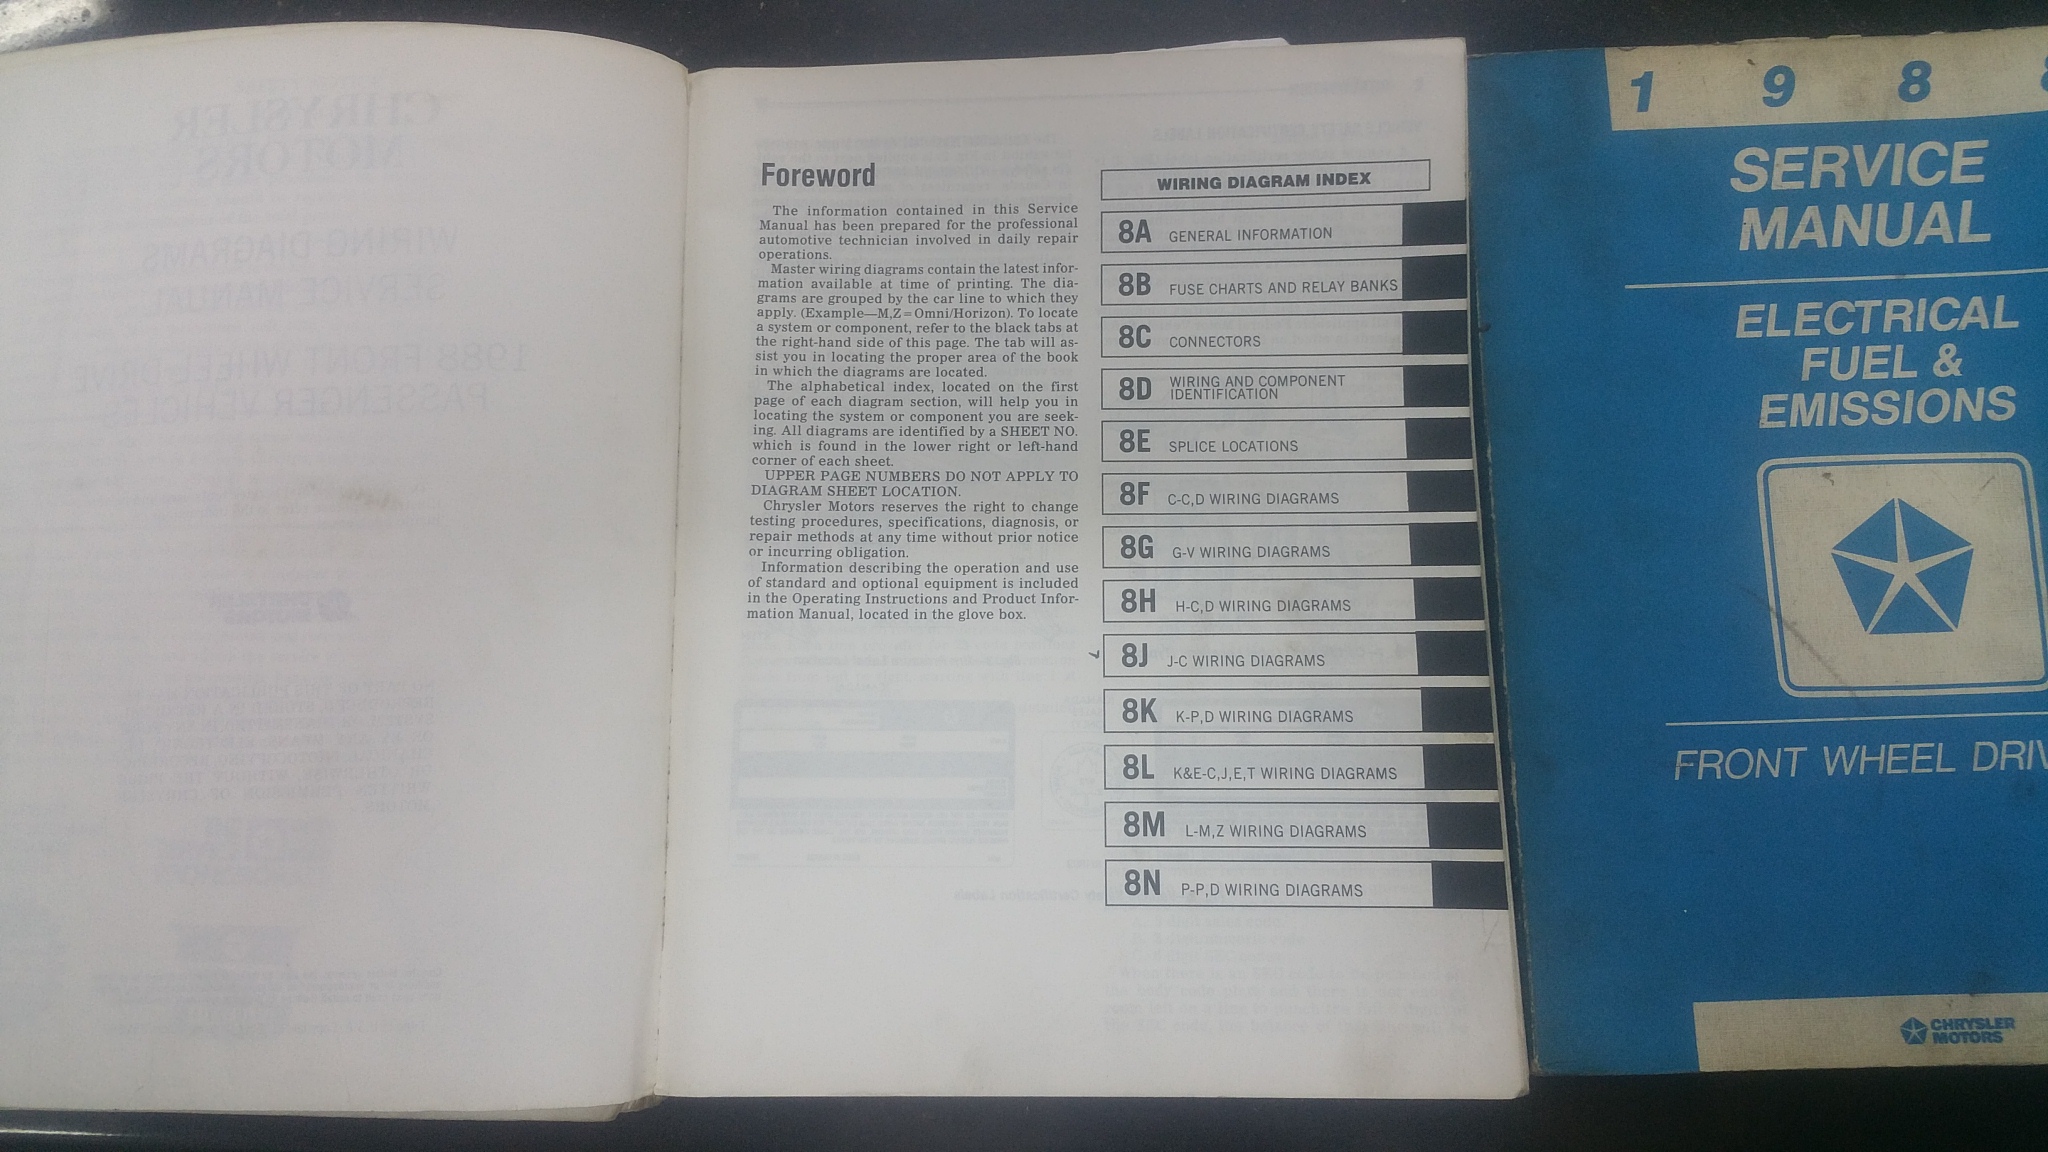 Foreword
The information contained in this Service
Manual has been prepared for the professional
automotive technician involved in daily repair
operations.
Master wiring diagrams contain the latest infor-
mation available at time of printing. The dia-
grams are grouped by the car line to which they
apply. (Example—M,Z=Omni/Horizon). To locate
a system or component, refer to the black tabs at
the right-hand side of this page. The tab will as-
sist you in locating the proper area of the book
in which the diagrams are located.
The alphabetical index, located on the first
page of each diagram section, will help you in
locating the system or component you are seek-
ing. All diagrams are identified by a SHEET NO.
which is found in the lower right or left-hand
corner of each sheet.
UPPER PAGE NUMBERS DO NOT APPLY TO
DIAGRAM SHEET LOCATION.
Chrysler Motors reserves the right to change
testing procedures, specifications, diagnosis, or
repair methods at any time without prior notice
or incurring obligation.
Information describing the operation and use
of standard and optional equipment is included
in the Operating Instructions and Product Infor-
mation Manual, located in the glove box.
WIRING DIAGRAM INDEX
8A GENERAL INFORMATION
8B FUSE CHARTS AND RELAY BANKS
8C CONNECTORS
8D WIRING AND COMPONENT
IDENTIFICATION
8E SPLICE LOCATIONS
8F C-C,D WIRING DIAGRAMS
8G G-V WIRING DIAGRAMS
8H H-C,D WIRING DIAGRAMS
8J J-C WIRING DIAGRAMS
8K K-P,D WIRING DIAGRAMS
8L K&E-C,J,E,T WIRING DIAGRAMS
8M L-M,Z WIRING DIAGRAMS
8N P-P,D WIRING DIAGRAMS
1 9 8 8
SERVICE
MANUAL
ELECTRICAL
FUEL &
EMISSIONS
FRONT WHEEL DRIV
CHRYSLER
MOTORS
CHRYSLER
MOTORS
WIRING DIAGRAMS
SERVICE MANUAL
1988 FRONT WHEEL DRIVE
PASSENGER VEHICLES